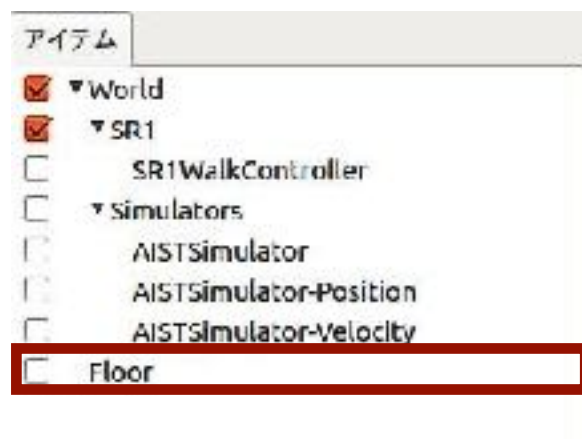 アイテム
World
SR1
SR1WalkController
Simulators
AISTSimulator
AISTSimulator-Position
AISTSimulator-Velocity
Floor